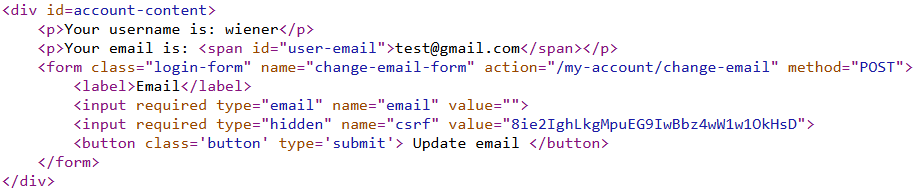 <div id=account-content>
<p>Your username is: wiener</p>
<p>Your email is: <span id="user-email">test@gmail.com</span></p>
<form class="login-form" name="change-email-form" action="/my-account/change-email" method="POST">
<label>Email</label>
<input required type="email" name="email" value="">
<input required type="hidden" name="csrf" value="8ie2IghLkgMpuEG9IwBbz4wW1w1OkHsD">
<button class='button' type='submit'> Update email </button>
</form>
</div>